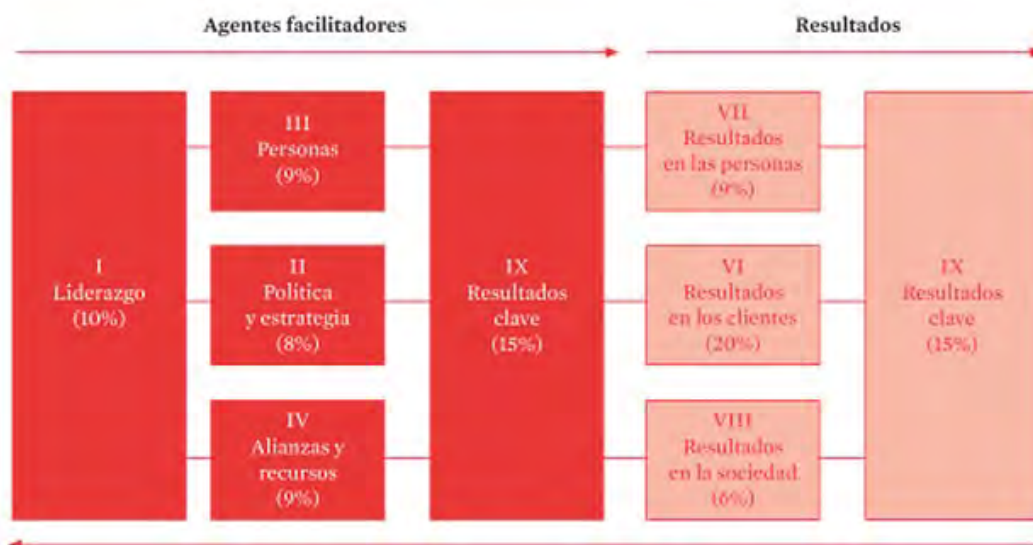 Agentes facilitadores
Resultados
I
Liderazgo
(10%)
III
Personas
(9%)
II
Política
y estrategia
(8%)
IV
Alianzas y
recursos
(9%)
IX
Resultados
clave
(15%)
VII
Resultados
en las personas
(9%)
VI
Resultados
en los clientes
(20%)
VIII
Resultados
en la sociedad
(6%)
IX
Resultados
clave
(15%)